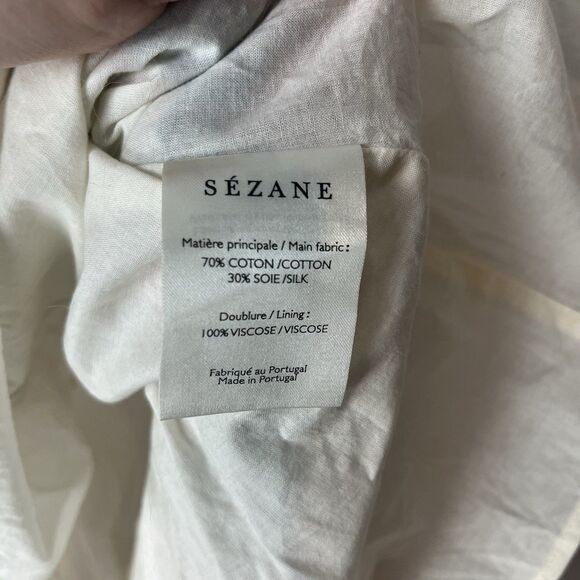 SÉZANE
Matière principale / Main fabric :
70% COTON /COTTON
30% SOIE /SILK
Doublure / Lining :
100% VISCOSE / VISCOSE
Fabriqué au Portugal
Made in Portugal